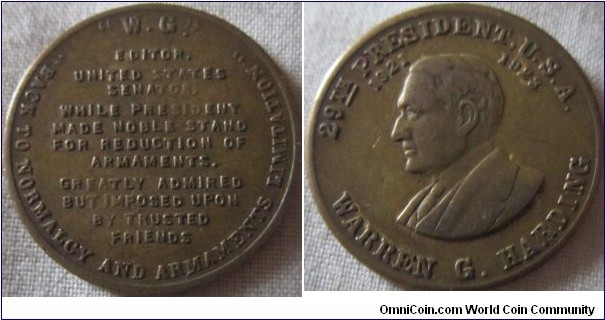 "W.G."
EDITOR,
UNITED STATES
SENATOR.
WHILE PRESIDENT
MADE NOBLE STAND
FOR REDUCTION OF
ARMAMENTS.
GREATLY ADMIRED
BUT IMPOSED UPON
BY TRUSTED
FRIENDS
"BACK TO NORMALCY AND ARMAMENTS LIMITATION"
29TH PRESIDENT. U.S.A.
1921 1923
WARREN G. HARDING
OmniCoin.com World Coin Community